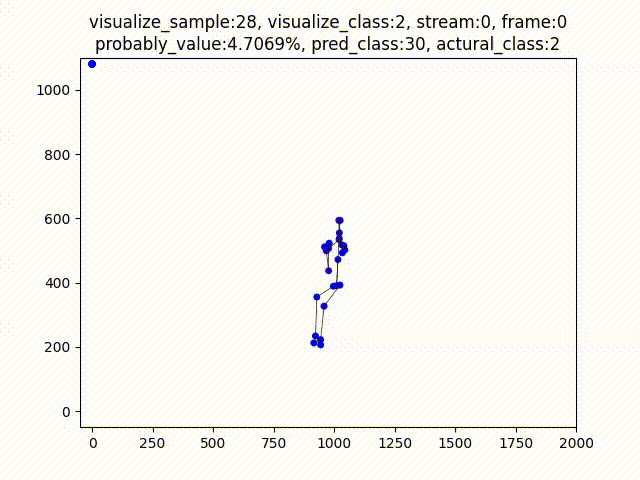 visualize_sample:28, visualize_class:2, stream:0, frame:0
probably_value:4.7069%, pred_class:30, actural_class:2
1000
800
600
400
200
0
0 250 500 750 1000 1250 1500 1750 2000